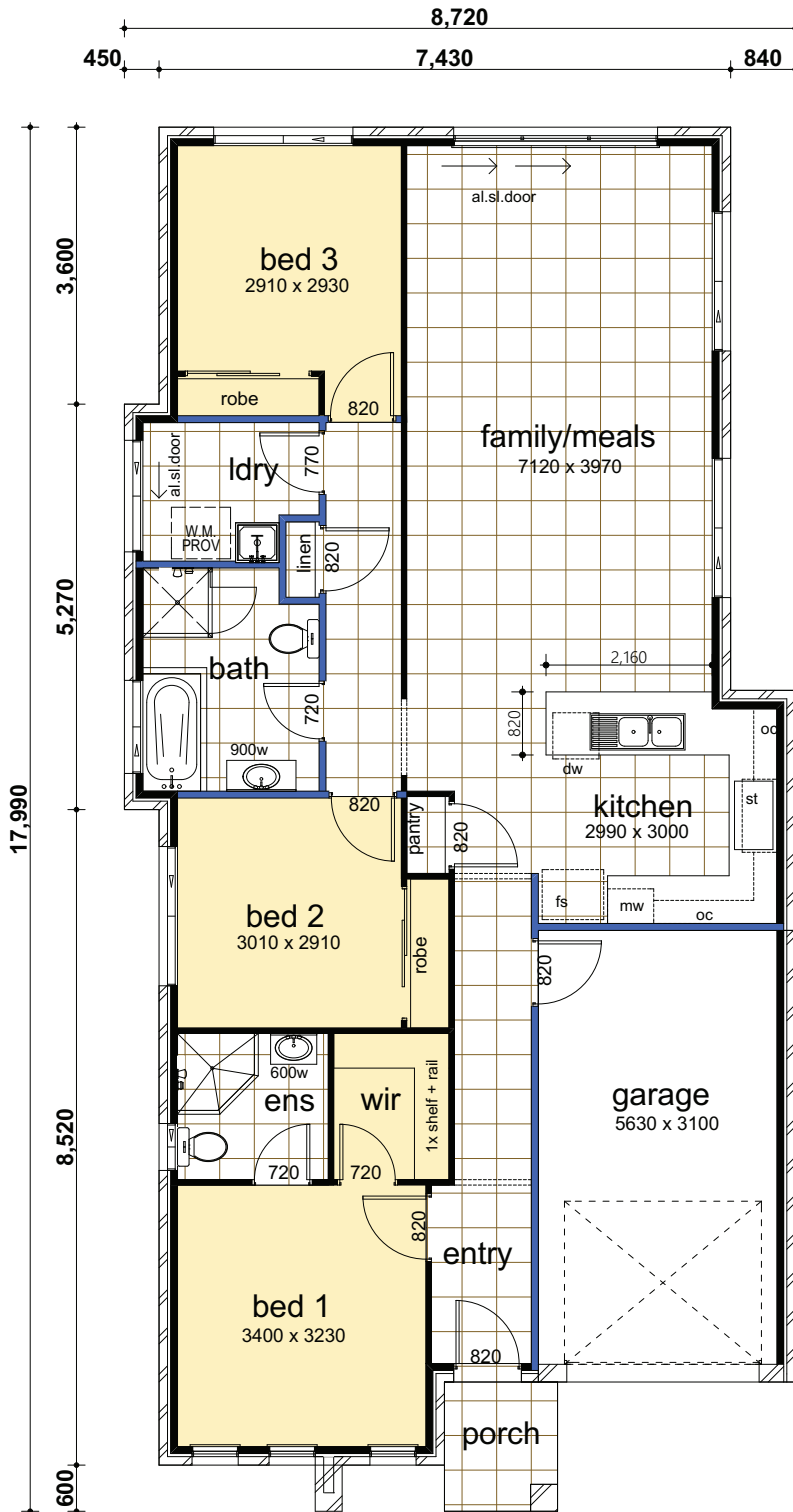 8,720
450
7,430
840
al.sl.door
bed 3
2910 x 2930
3,600
robe
820
family/meals
7120 x 3970
al.sl.door
ldry
770
W.M.
PROV
linen
820
5,270
bath
720
900w
2,160
820
oc
dw
st
kitchen
2990 x 3000
17,990
820
pantry
820
fs
mw
oc
bed 2
3010 x 2910
robe
820
600w
ens
wir
1x shelf + rail
garage
5630 x 3100
8,520
720
720
820
entry
bed 1
3400 x 3230
820
porch
600